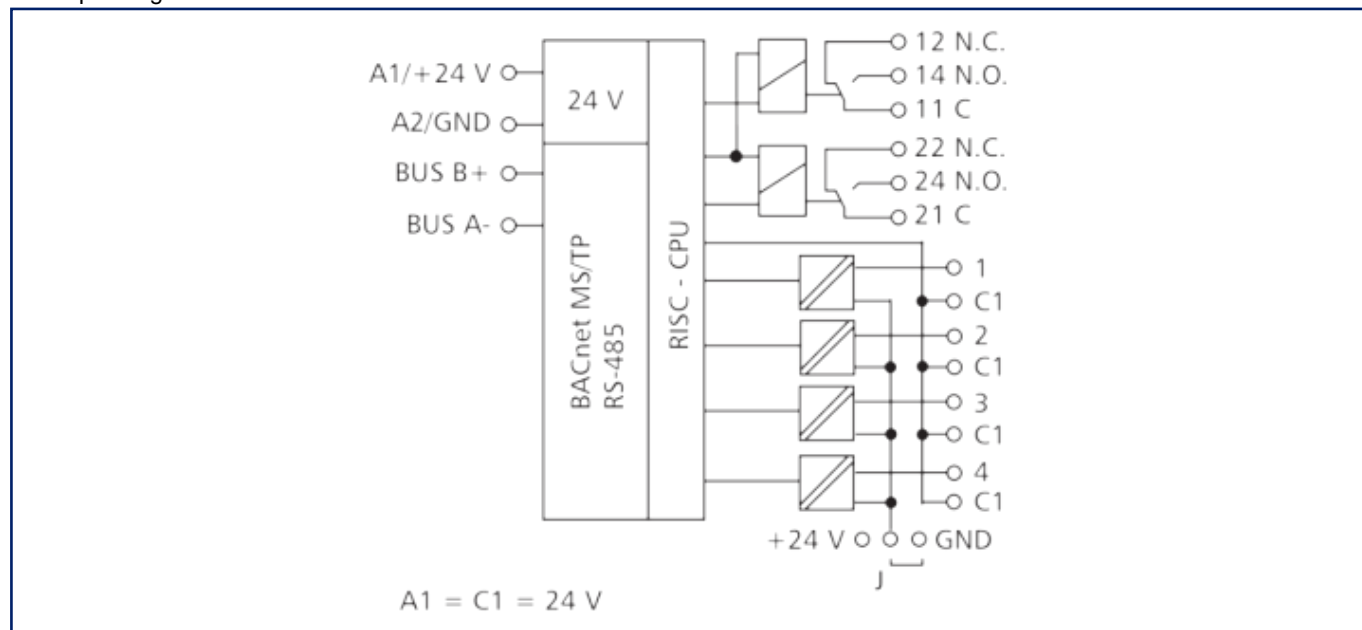 A1/+24 V
A2/GND
BUS B+
BUS A-
24 V
BACnet MS/TP
RS-485
RISC - CPU
12 N.C.
14 N.O.
11 C
22 N.C.
24 N.O.
21 C
1
C1
2
C1
3
C1
4
C1
+24 V
GND
J
A1 = C1 = 24 V